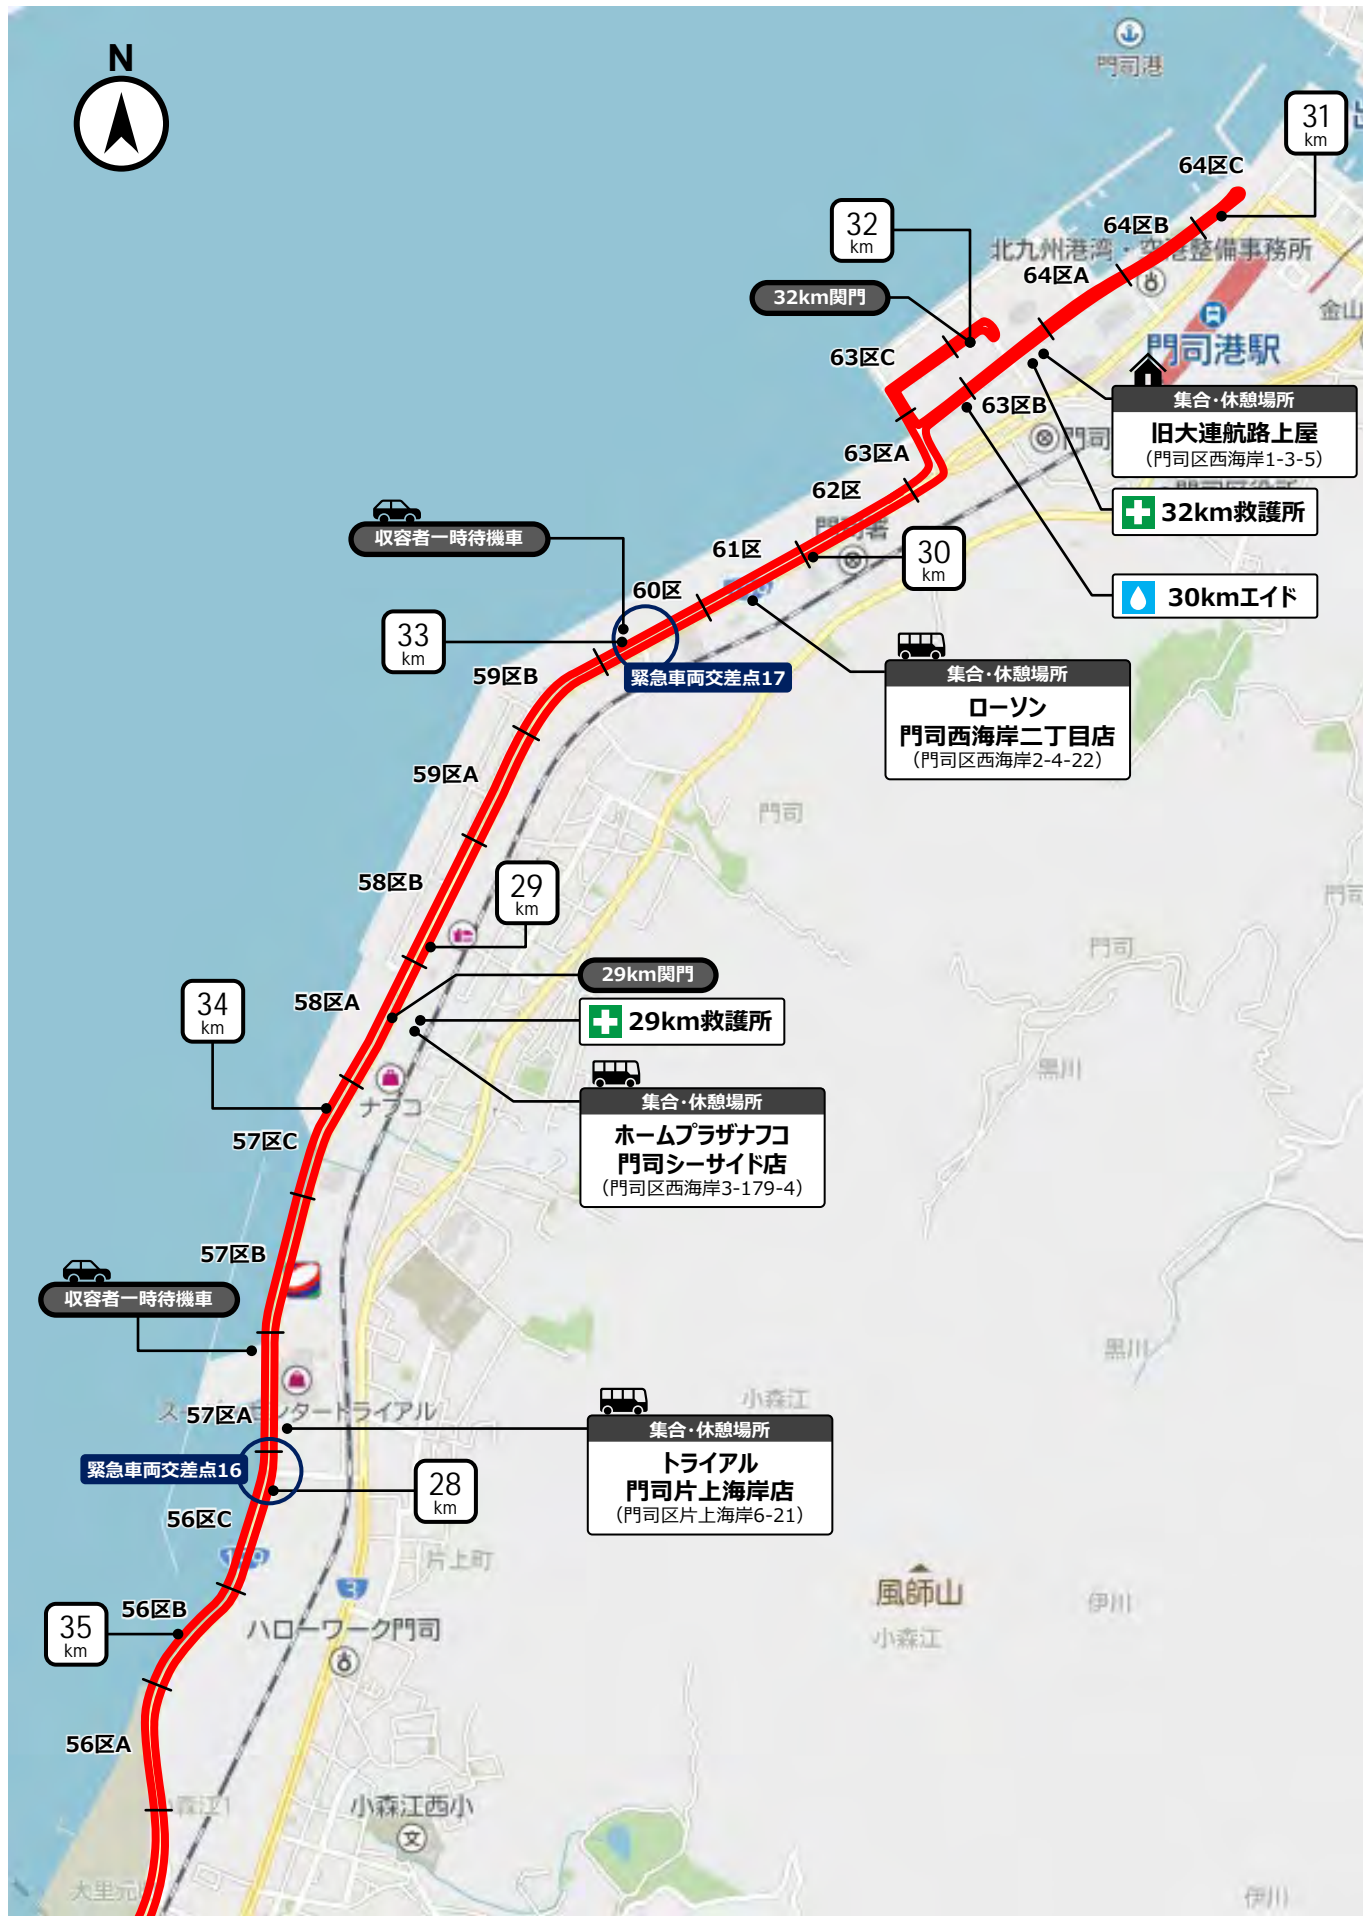 N
門司港
31
km
64区C
32
km
64区B
北九州港湾・空港整備事務所
64区A
32km関門
金山
門司港駅
63区C
集合・休憩場所
旧大連航路上屋
(門司区西海岸1-3-5)
63区B
門司
63区A
62区
32km救護所
収容者一時待機車
61区
30
km
60区
30kmエイド
33
km
59区B
緊急車両交差点17
集合・休憩場所
ローソン
門司西海岸二丁目店
(門司区西海岸2-4-22)
59区A
門司
58区B
29
km
門司
門司
29km関門
34
km
58区A
29km救護所
黒川
ナフコ
集合・休憩場所
ホームプラザナフコ
門司シーサイド店
(門司区西海岸3-179-4)
57区C
57区B
収容者一時待機車
黒川
小森江
57区A
集合・休憩場所
トライアル
門司片上海岸店
(門司区片上海岸6-21)
緊急車両交差点16
28
km
56区C
片上町
3
風師山
小森江
伊川
56区B
35
km
ハローワーク門司
56区A
小森江1
小森江西小
文
大里元
伊川